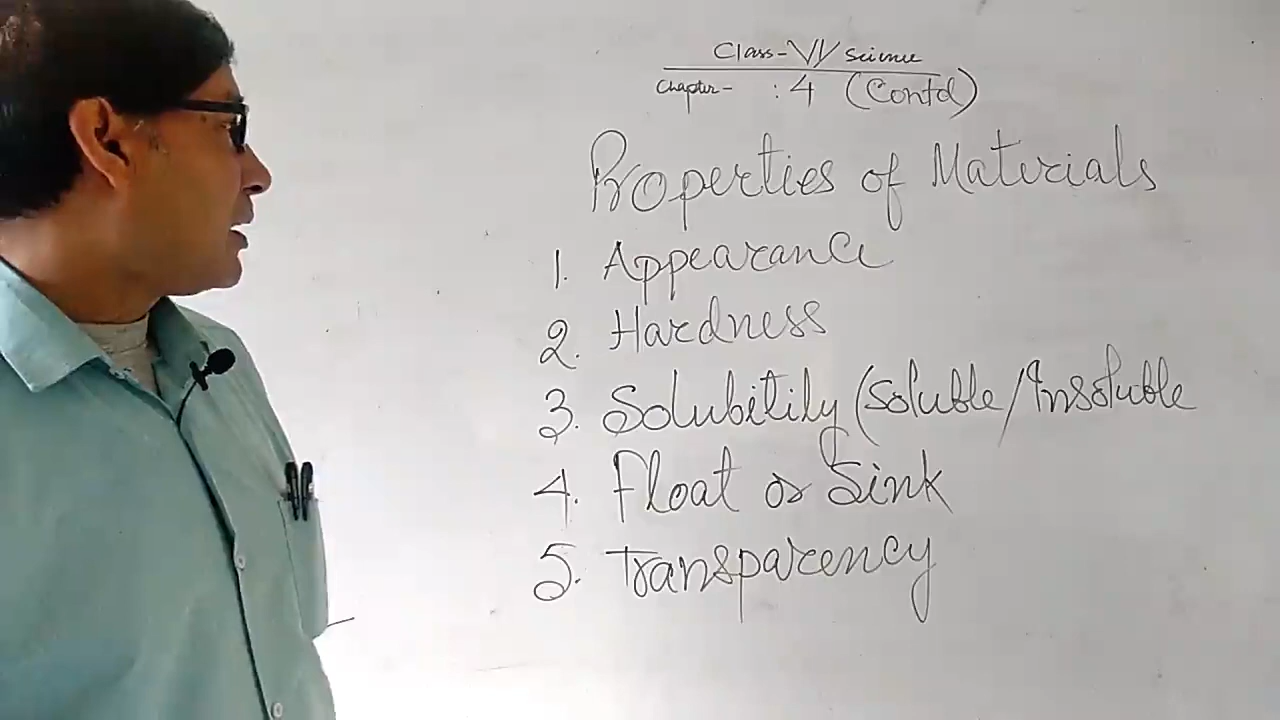 Class-VI Science
Chapter- : 4 (Contd)
Properties of Materials
1. Appearance
2. Hardness
3. Solubitily (Soluble/Insoluble
4. Float or Sink
5. Transparency